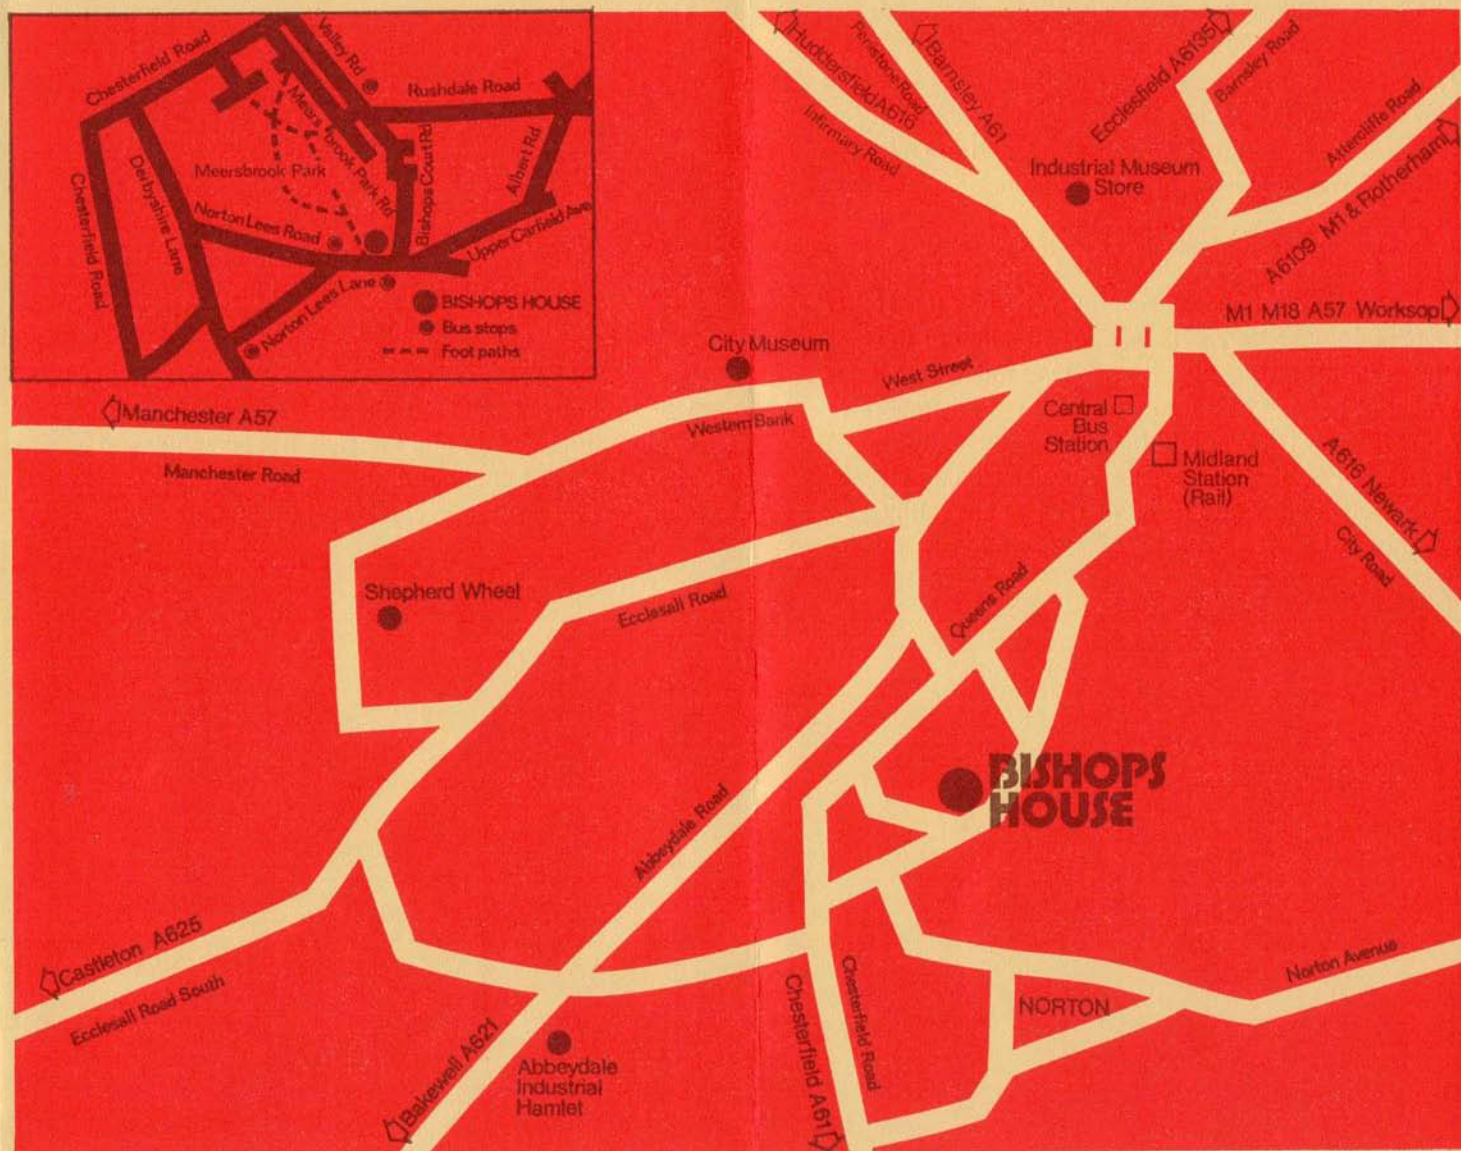 Chesterfield Road
Valley Rd
Rushdale Road
Meersbrook Park Rd
Bishops Court Rd
Albert Rd
Meersbrook Park
Derbyshire Lane
Chesterfield Road
Norton Lees Road
Upper Carfield Ave
Norton Lees Lane
BISHOPS HOUSE
Bus stops
Foot paths
Huddersfield A616
Penistone Road
Barnsley A61
Infirmary Road
Ecclesfield A6135
Barnsley Road
Attercliffe Road
Industrial Museum
Store
A6109 M1 & Rotherham
M1 M18 A57 Worksop
City Museum
West Street
Western Bank
Manchester A57
Manchester Road
Central
Bus
Station
Midland
Station
(Rail)
A616 Newark
City Road
Shepherd Wheel
Ecclesall Road
Queens Road
BISHOPS
HOUSE
Abbeydale Road
Castleton A625
Ecclesall Road South
Norton Avenue
NORTON
Chesterfield Road
Chesterfield A61
Bakewell A621
Abbeydale
Industrial
Hamlet